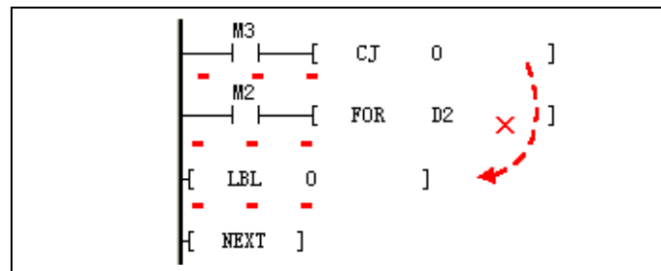 M3
[ CJ 0 ]
M2
[ FOR D2 ]
[ LBL 0 ]
[ NEXT ]